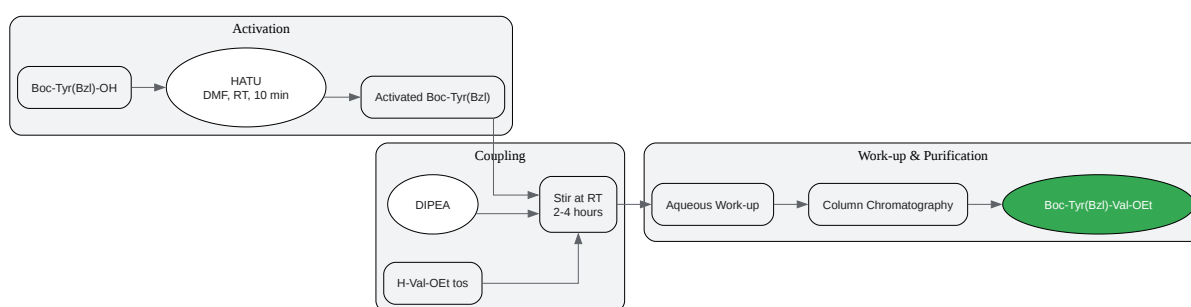 Activation
Boc-Tyr(Bzl)-OH
HATU
DMF, RT, 10 min
Activated Boc-Tyr(Bzl)
Coupling
DIPEA
Stir at RT
2-4 hours
H-Val-OEt tos
Work-up & Purification
Aqueous Work-up
Column Chromatography
Boc-Tyr(Bzl)-Val-OEt